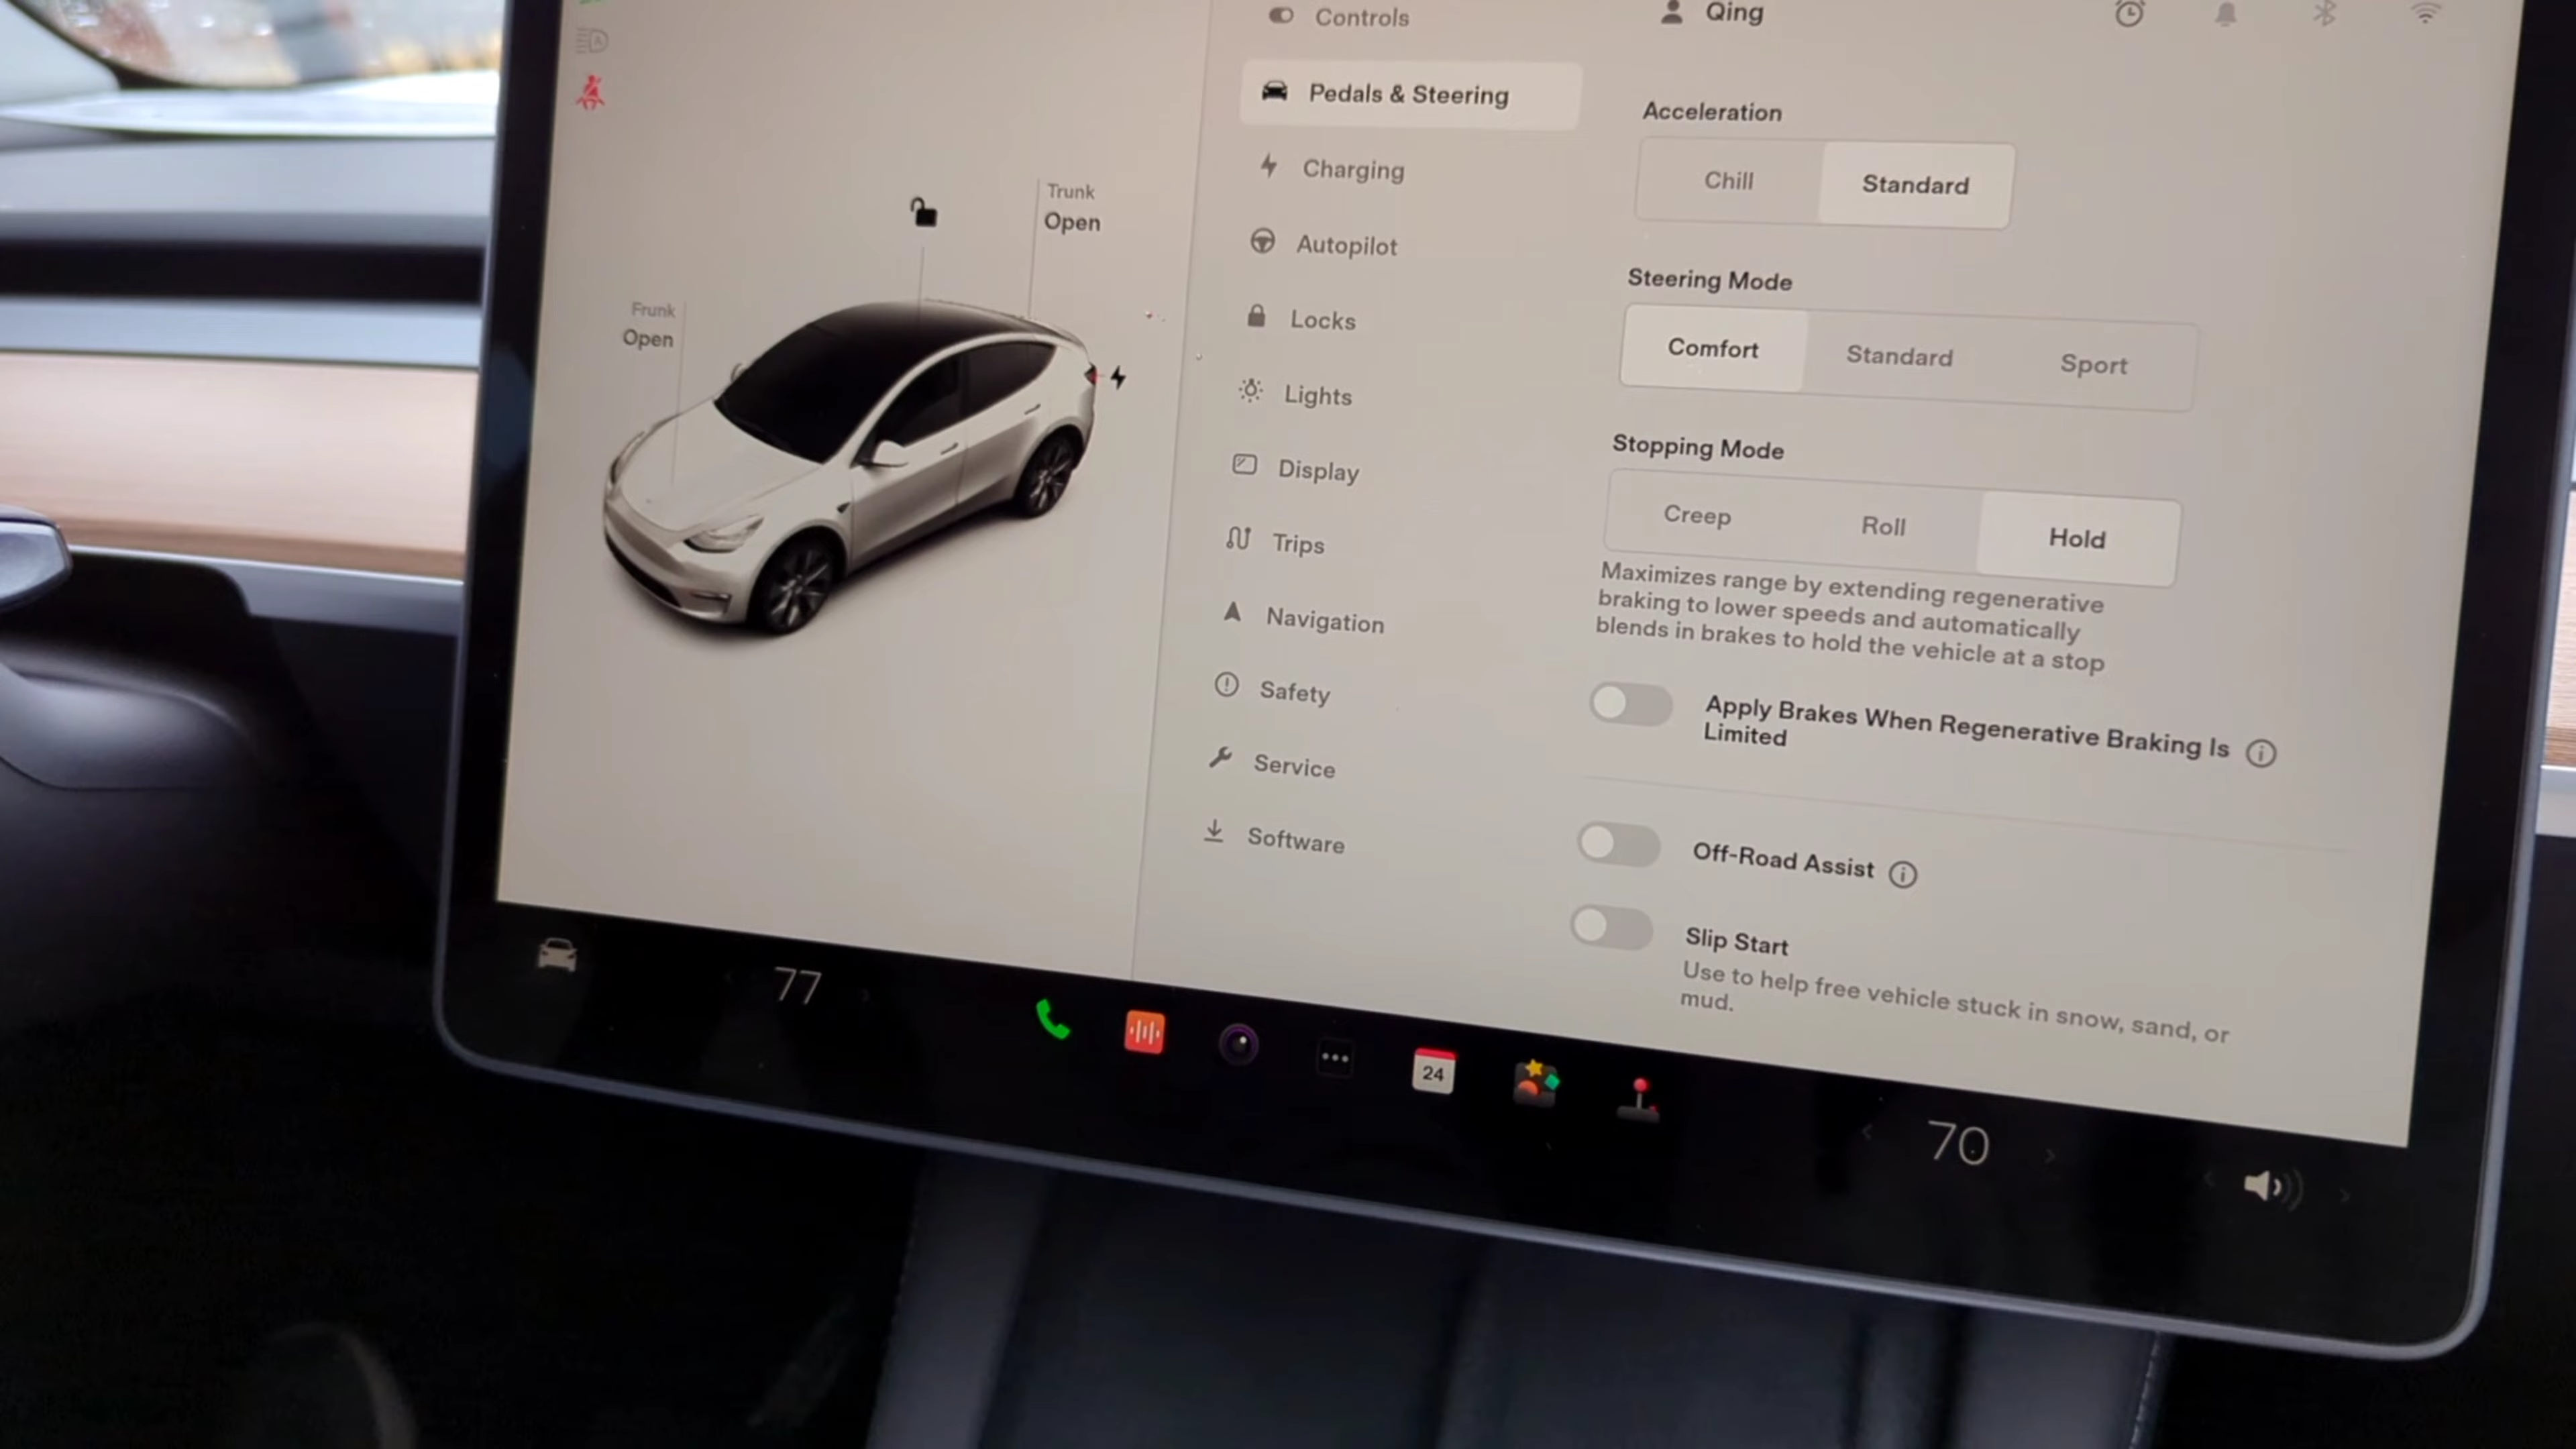 Controls
Qing
Pedals & Steering
Acceleration
Charging
Chill
Standard
Trunk
Open
Autopilot
Steering Mode
Frunk
Open
Locks
Comfort
Standard
Sport
Lights
Display
Stopping Mode
Creep
Roll
Hold
Trips
Maximizes range by extending regenerative
braking to lower speeds and automatically
blends in brakes to hold the vehicle at a stop
Navigation
Safety
Apply Brakes When Regenerative Braking Is
Limited
Service
Software
Off-Road Assist
Slip Start
Use to help free vehicle stuck in snow, sand, or
mud.
77
24
70